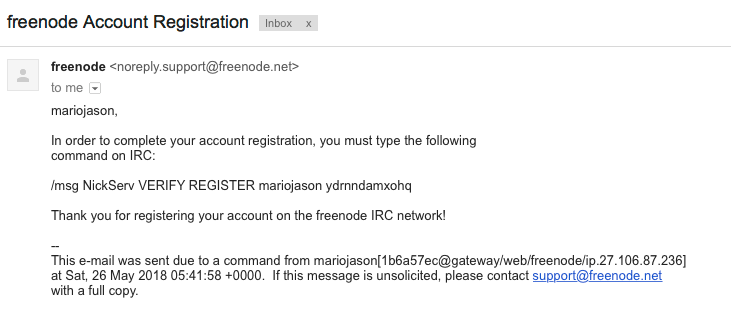 freenode Account Registration Inbox x
freenode <noreply.support@freenode.net>
to me
mariojason,
In order to complete your account registration, you must type the following
command on IRC:
/msg NickServ VERIFY REGISTER mariojason ydrnndamxohq
Thank you for registering your account on the freenode IRC network!
--
This e-mail was sent due to a command from mariojason[1b6a57ec@gateway/web/freenode/ip.27.106.87.236]
at Sat, 26 May 2018 05:41:58 +0000.  If this message is unsolicited, please contact support@freenode.net
with a full copy.